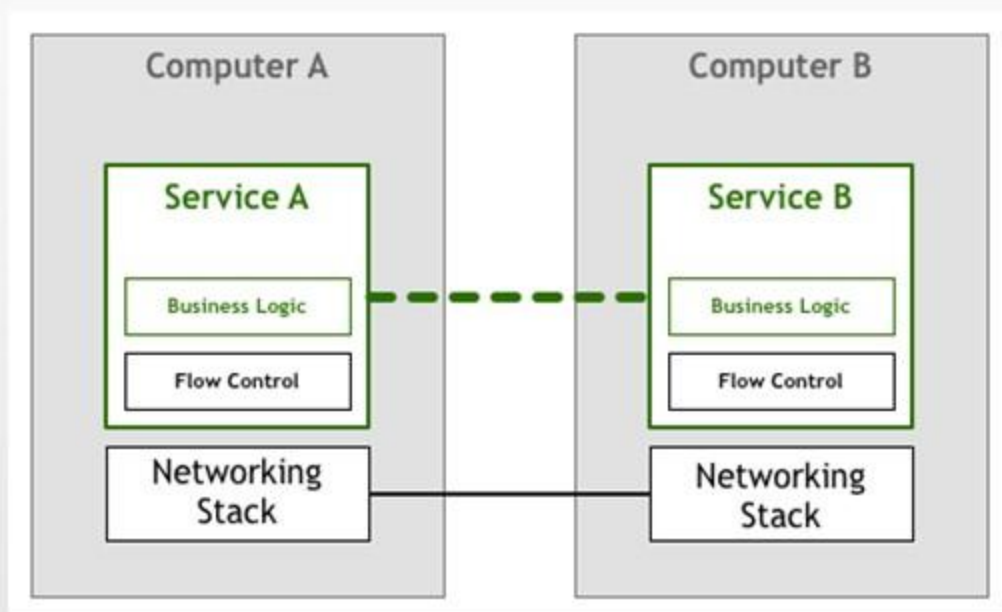 Computer A
Service A
Business Logic
Flow Control
Networking
Stack
Computer B
Service B
Business Logic
Flow Control
Networking
Stack